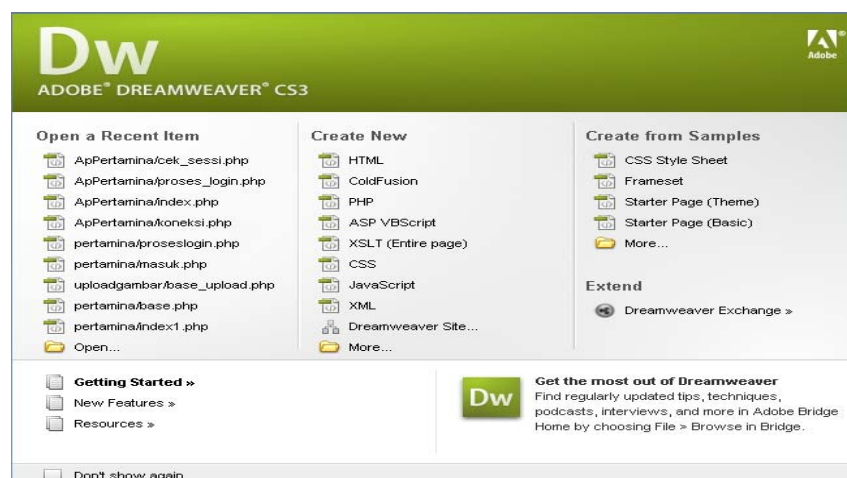 Dw
ADOBE® DREAMWEAVER® CS3
Adobe®
Open a Recent Item
ApPertamina/cek_sessi.php
ApPertamina/proses_login.php
ApPertamina/index.php
ApPertamina/koneksi.php
pertamina/proseslogin.php
pertamina/masuk.php
uploadgambar/base_upload.php
pertamina/base.php
pertamina/index1.php
Open...
Create New
HTML
ColdFusion
PHP
ASP VBScript
XSLT (Entire page)
CSS
JavaScript
XML
Dreamweaver Site...
More...
Create from Samples
CSS Style Sheet
Frameset
Starter Page (Theme)
Starter Page (Basic)
More...
Extend
Dreamweaver Exchange »
Getting Started »
New Features »
Resources »
Dw
Get the most out of Dreamweaver
Find regularly updated tips, techniques,
podcasts, interviews, and more in Adobe Bridge
Home by choosing File > Browse in Bridge.
Don't show again